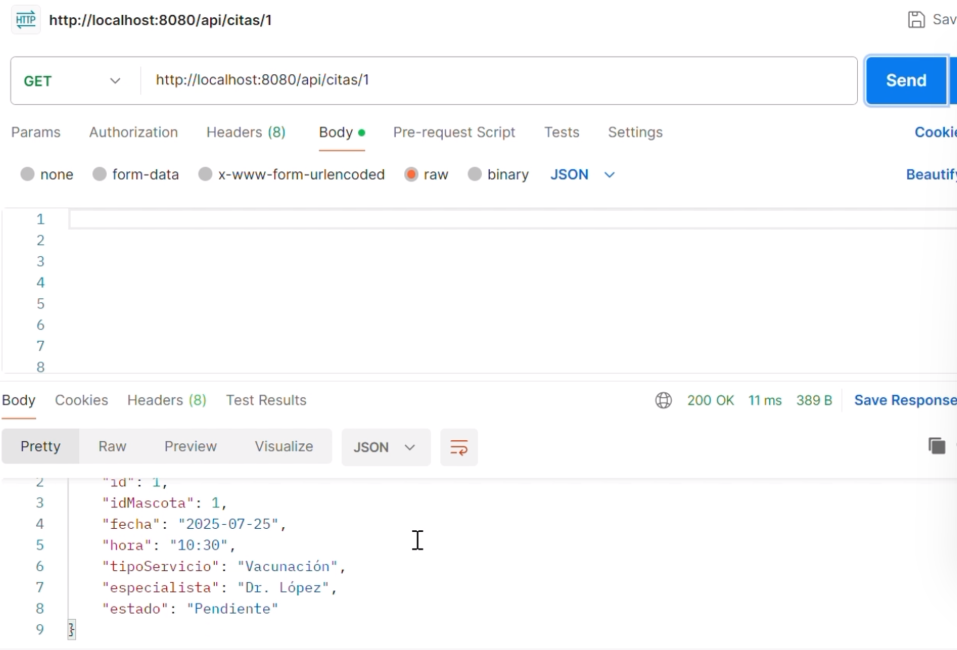 HTTP http://localhost:8080/api/citas/1 Sav
GET http://localhost:8080/api/citas/1 Send
Params Authorization Headers (8) Body Pre-request Script Tests Settings Cookie
none form-data x-www-form-urlencoded raw binary JSON Beautify
1
2
3
4
5
6
7
8
Body Cookies Headers (8) Test Results 200 OK 11 ms 389 B Save Response
Pretty Raw Preview Visualize JSON
2 "id": 1,
3 "idMascota": 1,
4 "fecha": "2025-07-25",
5 "hora": "10:30",
6 "tipoServicio": "Vacunación",
7 "especialista": "Dr. López",
8 "estado": "Pendiente"
9 }